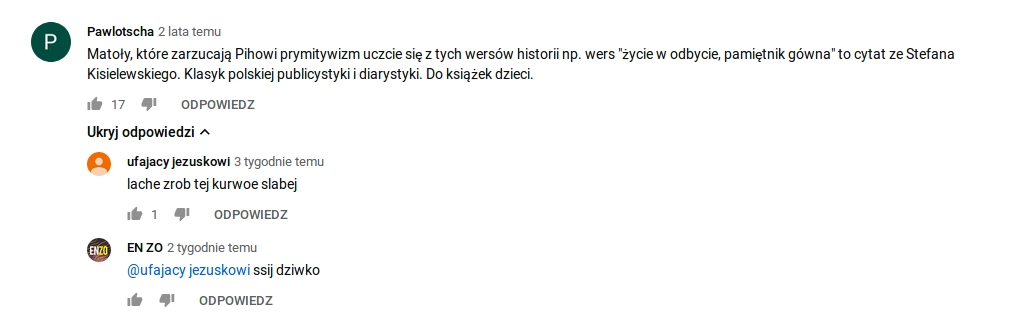 P
Pawlotscha 2 lata temu
Matoły, które zarzucają Pihowi prymitywizm uczcie się z tych wersów historii np. wers "życie w odbycie, pamiętnik gówna" to cytat ze Stefana
Kisielewskiego. Klasyk polskiej publicystyki i diarystyki. Do książek dzieci.
17 ODPOWIEDZ
Ukryj odpowiedzi
ufajacy jezuskowi 3 tygodnie temu
lache zrob tej kurwoe slabej
1 ODPOWIEDZ
ENZO
EN ZO 2 tygodnie temu
@ufajacy jezuskowi ssij dziwko
ODPOWIEDZ